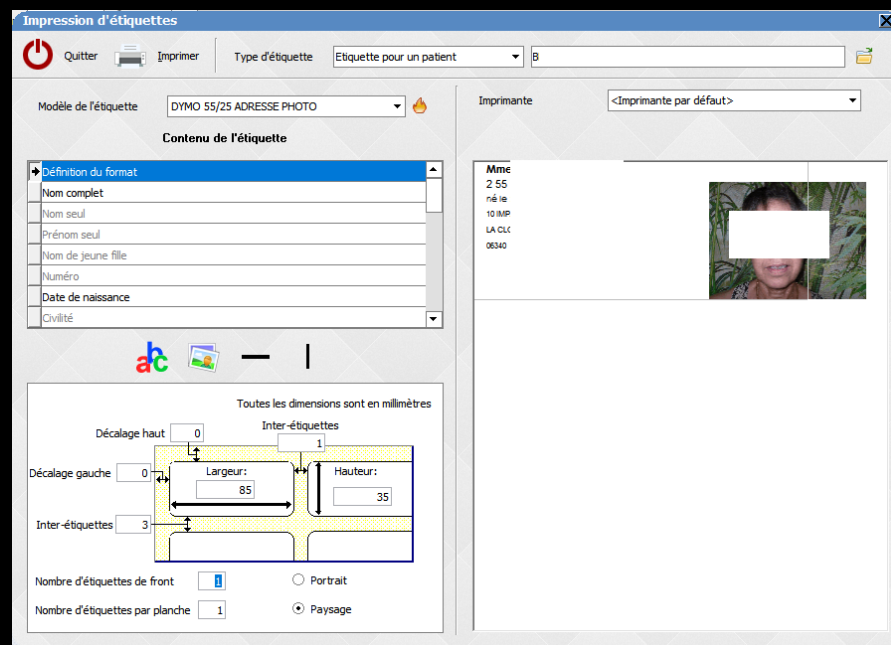 Impression d'étiquettes
Quitter
Imprimer
Type d'étiquette
Etiquette pour un patient
B
Modèle de l'étiquette
DYMO 55/25 ADRESSE PHOTO
Imprimante
<Imprimante par défaut>
Contenu de l'étiquette
Définition du format
Nom complet
Nom seul
Prénom seul
Nom de jeune fille
Numéro
Date de naissance
Civilité
abc
Toutes les dimensions sont en millimètres
Décalage haut
0
Inter-étiquettes
1
Décalage gauche
0
Largeur:
85
Hauteur:
35
Inter-étiquettes
3
Nombre d'étiquettes de front
1
Portrait
Nombre d'étiquettes par planche
1
Paysage
Mme
2 55
né le
10 IMP
LA CLO
06340